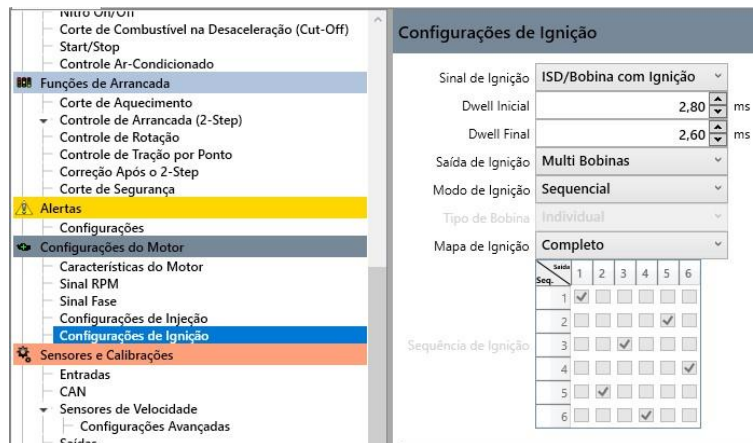 Nitro On/Off
Corte de Combustível na Desaceleração (Cut-Off)
Start/Stop
Controle Ar-Condicionado
Funções de Arrancada
Corte de Aquecimento
Controle de Arrancada (2-Step)
Controle de Rotação
Controle de Tração por Ponto
Correção Após o 2-Step
Corte de Segurança
Alertas
Configurações
Configurações do Motor
Características do Motor
Sinal RPM
Sinal Fase
Configurações de Injeção
Configurações de Ignição
Sensores e Calibrações
Entradas
CAN
Sensores de Velocidade
Configurações Avançadas
Saídas
Configurações de Ignição
Sinal de Ignição ISD/Bobina com Ignição
Dwell Inicial 2,80 ms
Dwell Final 2,60 ms
Saída de Ignição Multi Bobinas
Modo de Ignição Sequencial
Tipo de Bobina Individual
Mapa de Ignição Completo
Saída 1 2 3 4 5 6
Seq.
1
2
Sequência de Ignição 3
4
5
6